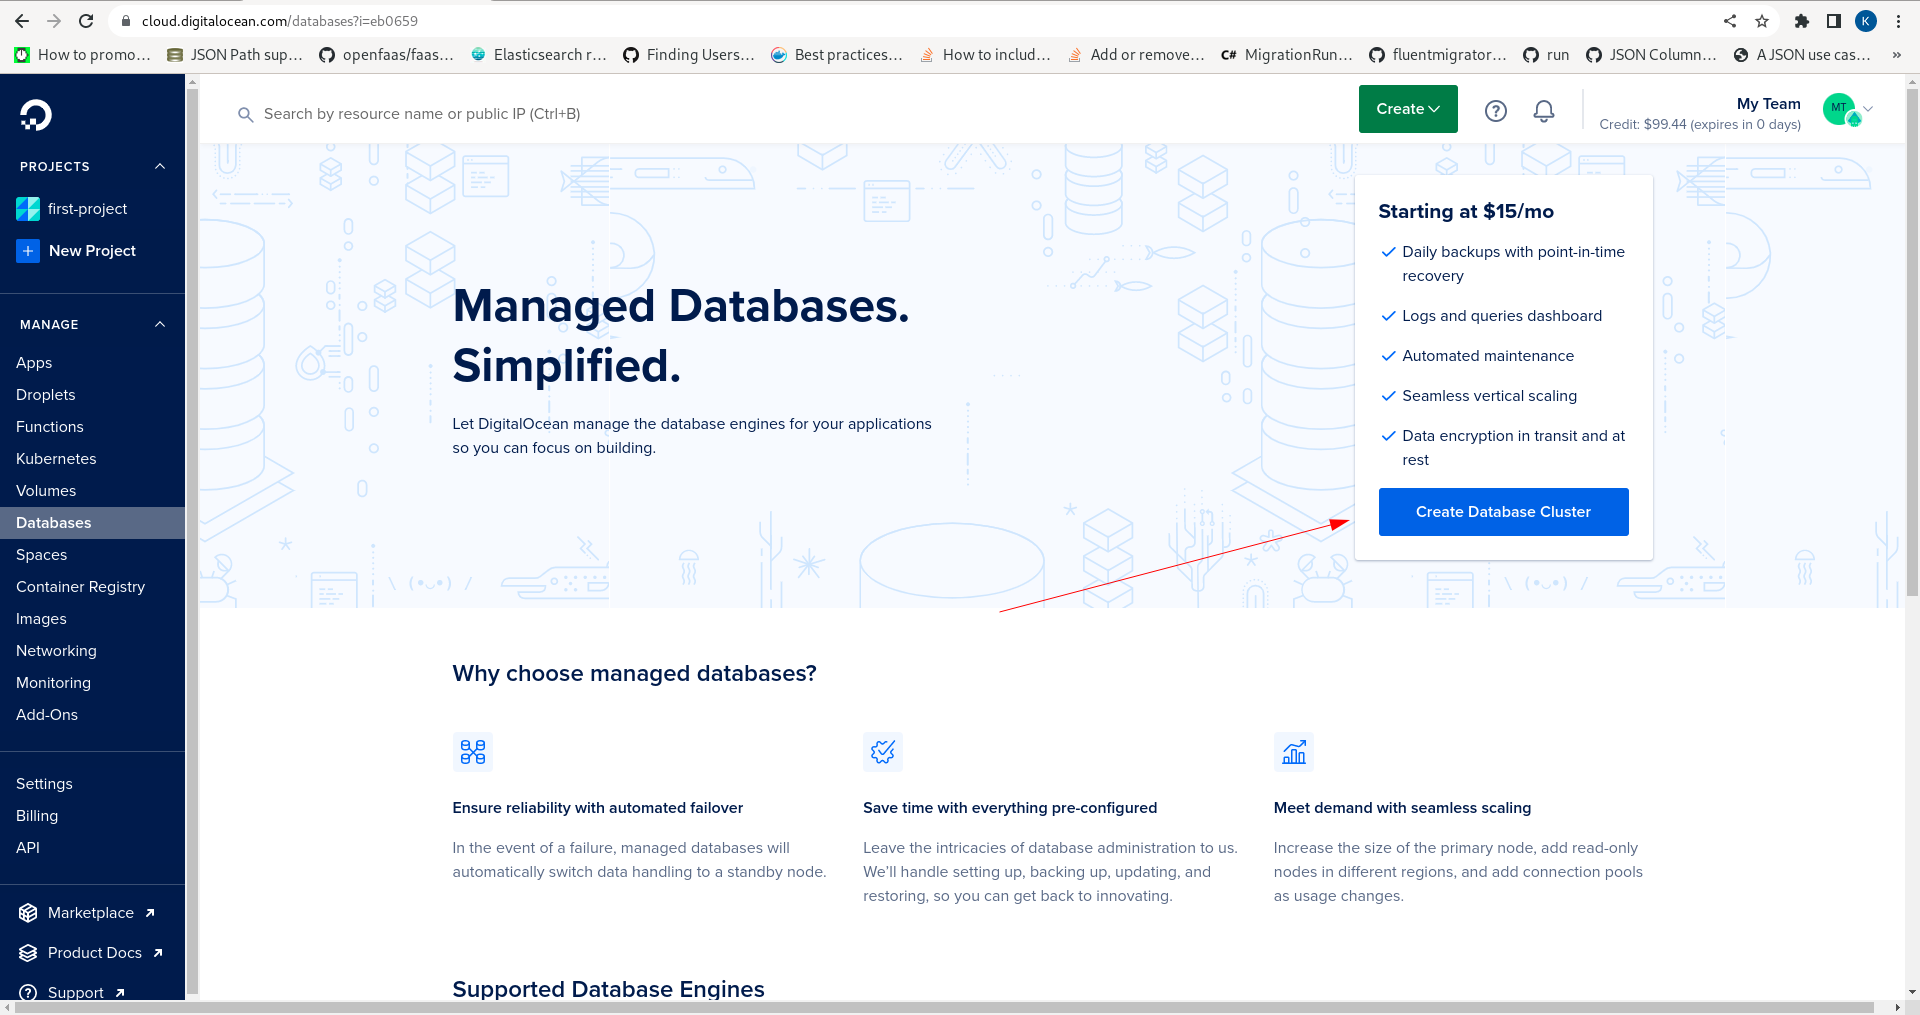 cloud.digitalocean.com/databases?i=eb0659
K
How to promo...
JSON Path sup...
openfaas/faas...
Elasticsearch r...
Finding Users...
Best practices...
How to includ...
Add or remove...
C# MigrationRun...
fluentmigrator...
run
JSON Column...
A JSON use cas...
»
Search by resource name or public IP (Ctrl+B)
Create
My Team
Credit: $99.44 (expires in 0 days)
MT
PROJECTS
first-project
New Project
MANAGE
Apps
Droplets
Functions
Kubernetes
Volumes
Databases
Spaces
Container Registry
Images
Networking
Monitoring
Add-Ons
Settings
Billing
API
Marketplace
Product Docs
Support
Managed Databases.
Simplified.
Let DigitalOcean manage the database engines for your applications
so you can focus on building.
Starting at $15/mo
Daily backups with point-in-time
recovery
Logs and queries dashboard
Automated maintenance
Seamless vertical scaling
Data encryption in transit and at
rest
Create Database Cluster
Why choose managed databases?
Ensure reliability with automated failover
In the event of a failure, managed databases will
automatically switch data handling to a standby node.
Save time with everything pre-configured
Leave the intricacies of database administration to us.
We'll handle setting up, backing up, updating, and
restoring, so you can get back to innovating.
Meet demand with seamless scaling
Increase the size of the primary node, add read-only
nodes in different regions, and add connection pools
as usage changes.
Supported Database Engines